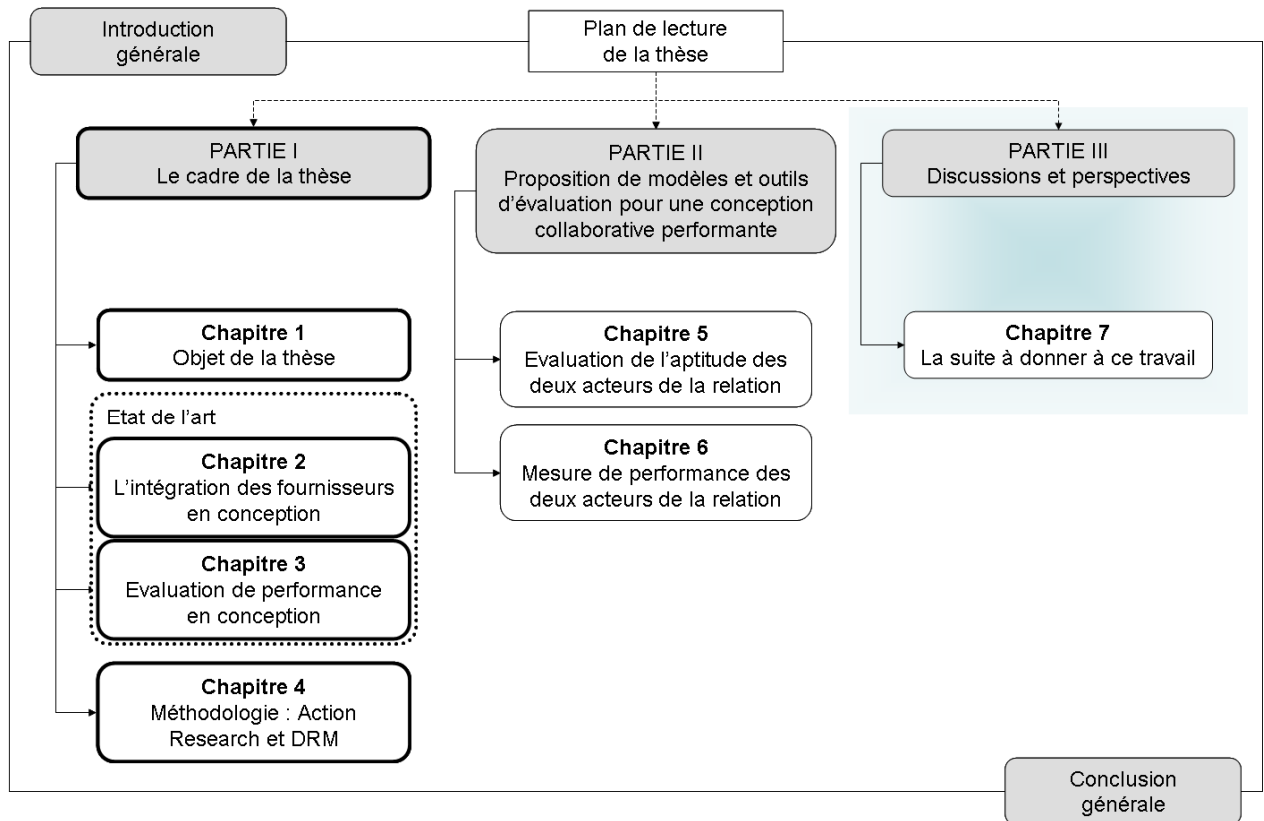 Introduction
générale
Plan de lecture
de la thèse
PARTIE I
Le cadre de la thèse
Chapitre 1
Objet de la thèse
Etat de l'art
Chapitre 2
L'intégration des fournisseurs
en conception
Chapitre 3
Evaluation de performance
en conception
Chapitre 4
Méthodologie : Action
Research et DRM
PARTIE II
Proposition de modèles et outils
d'évaluation pour une conception
collaborative performante
Chapitre 5
Evaluation de l'aptitude des
deux acteurs de la relation
Chapitre 6
Mesure de performance des
deux acteurs de la relation
PARTIE III
Discussions et perspectives
Chapitre 7
La suite à donner à ce travail
Conclusion
générale